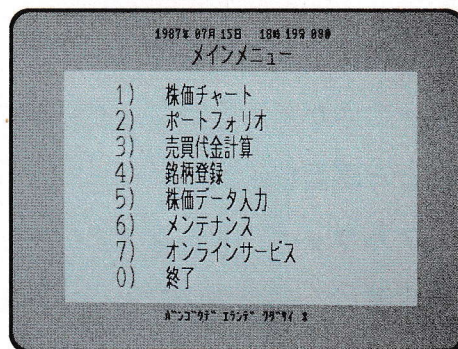 1987年 07月 15日 18時 19分 09秒
メインメニュー
1) 株価チャート
2) ポートフォリオ
3) 売買代金計算
4) 銘柄登録
5) 株価データ入力
6) メンテナンス
7) オンラインサービス
0) 終了
バンゴウデ エランデ クダサイ